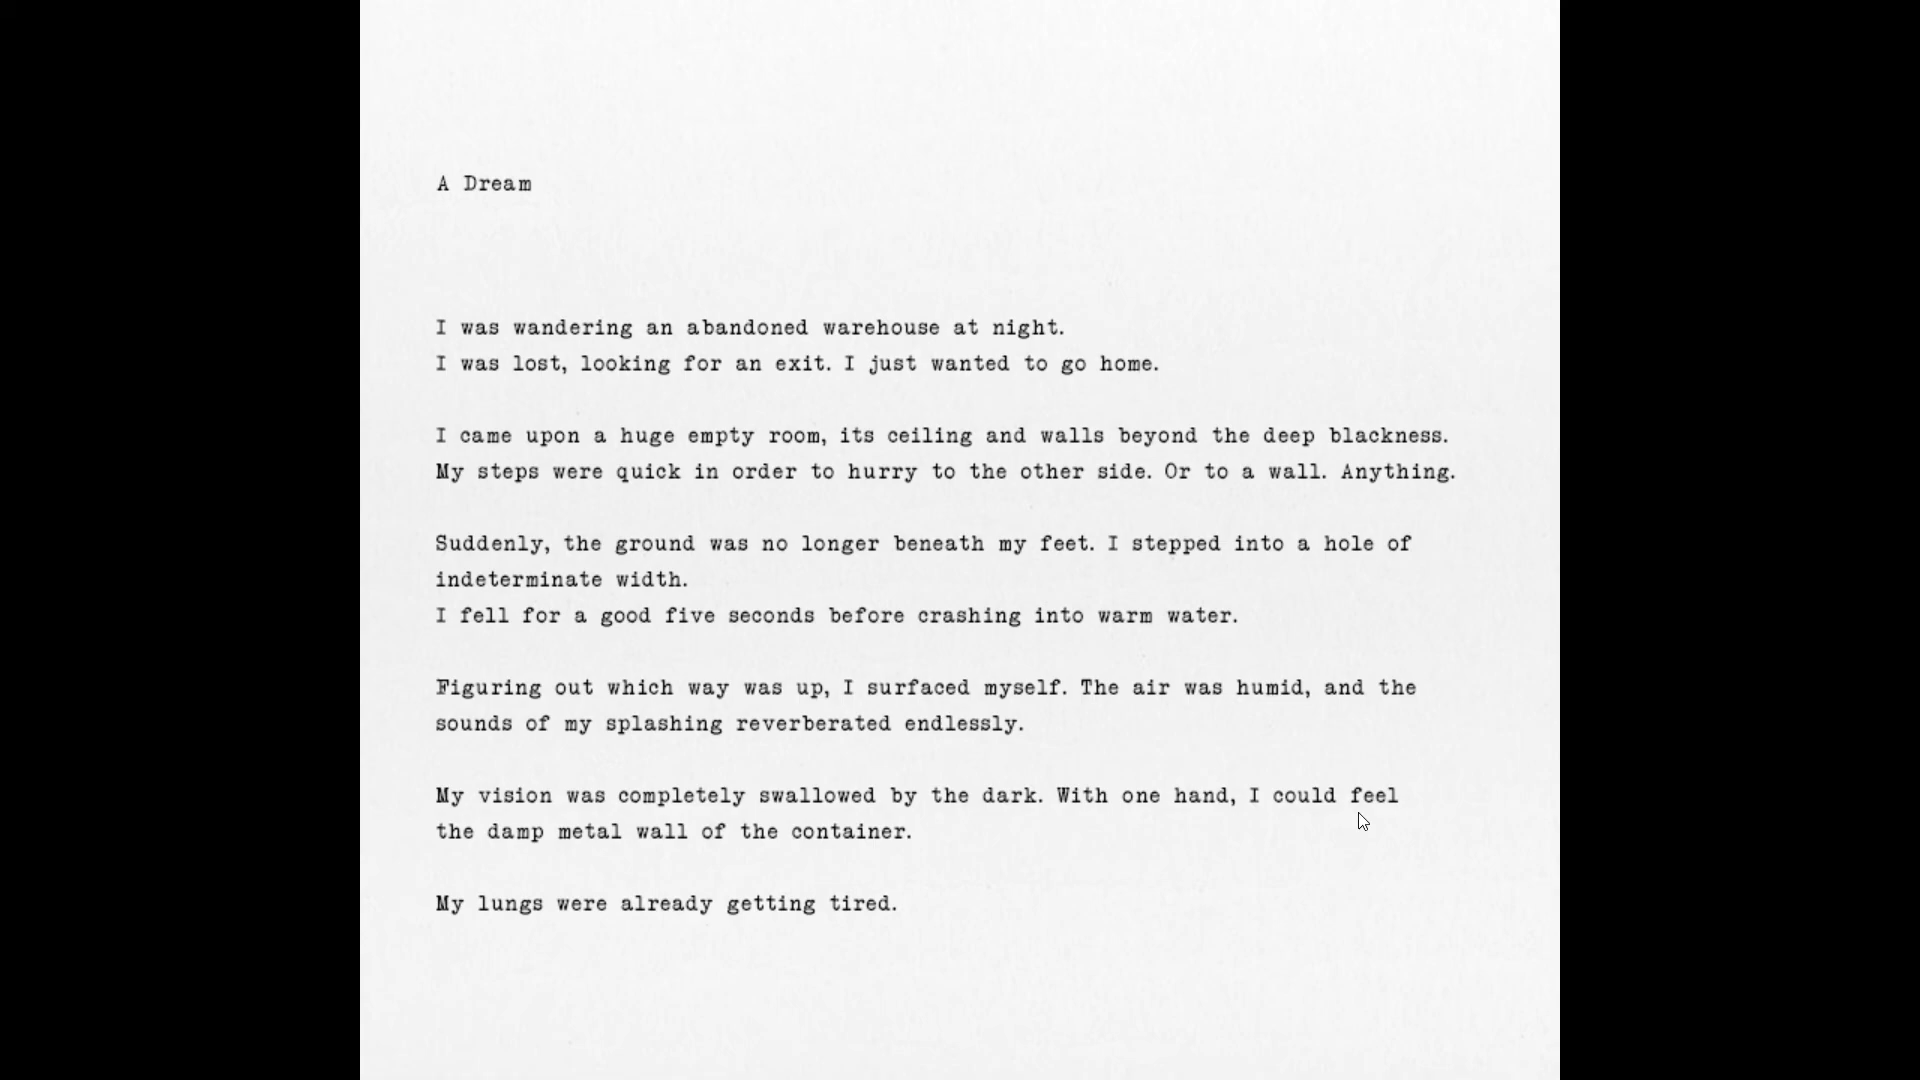 A Dream
I was wandering an abandoned warehouse at night.
I was lost, looking for an exit. I just wanted to go home.
I came upon a huge empty room, its ceiling and walls beyond the deep blackness.
My steps were quick in order to hurry to the other side. Or to a wall. Anything.
Suddenly, the ground was no longer beneath my feet. I stepped into a hole of
indeterminate width.
I fell for a good five seconds before crashing into warm water.
Figuring out which way was up, I surfaced myself. The air was humid, and the
sounds of my splashing reverberated endlessly.
My vision was completely swallowed by the dark. With one hand, I could feel
the damp metal wall of the container.
My lungs were already getting tired.